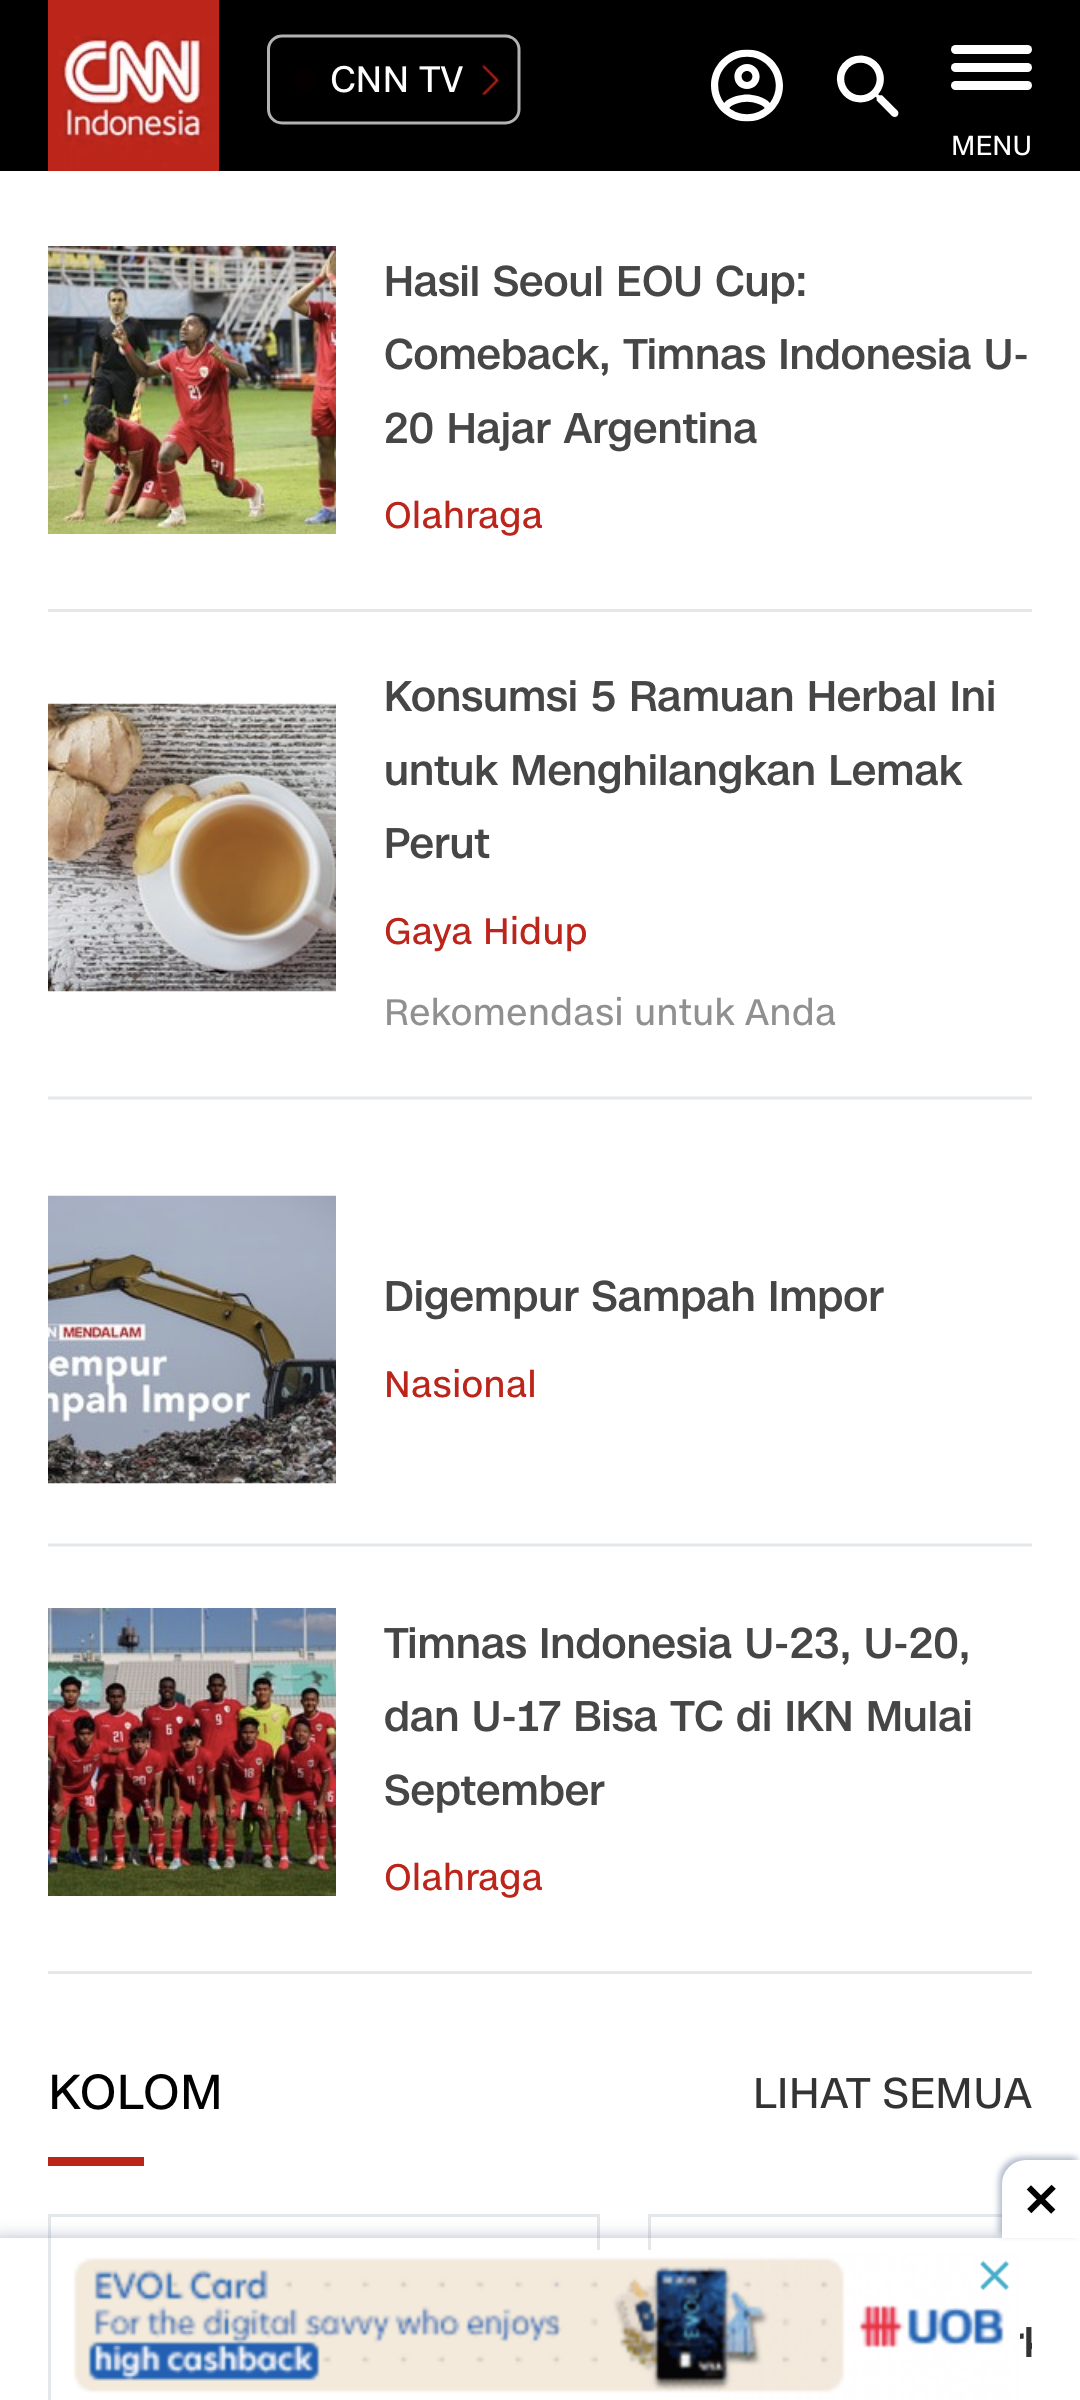 CNN
Indonesia
CNN TV
MENU
Hasil Seoul EOU Cup:
Comeback, Timnas Indonesia U-
20 Hajar Argentina
Olahraga
Konsumsi 5 Ramuan Herbal Ini
untuk Menghilangkan Lemak
Perut
Gaya Hidup
Rekomendasi untuk Anda
N MENDALAM
empur
npah Impor
Digempur Sampah Impor
Nasional
Timnas Indonesia U-23, U-20,
dan U-17 Bisa TC di IKN Mulai
September
Olahraga
KOLOM
LIHAT SEMUA
EVOL Card
For the digital savvy who enjoys
high cashback
EVOL
VISA
UOB